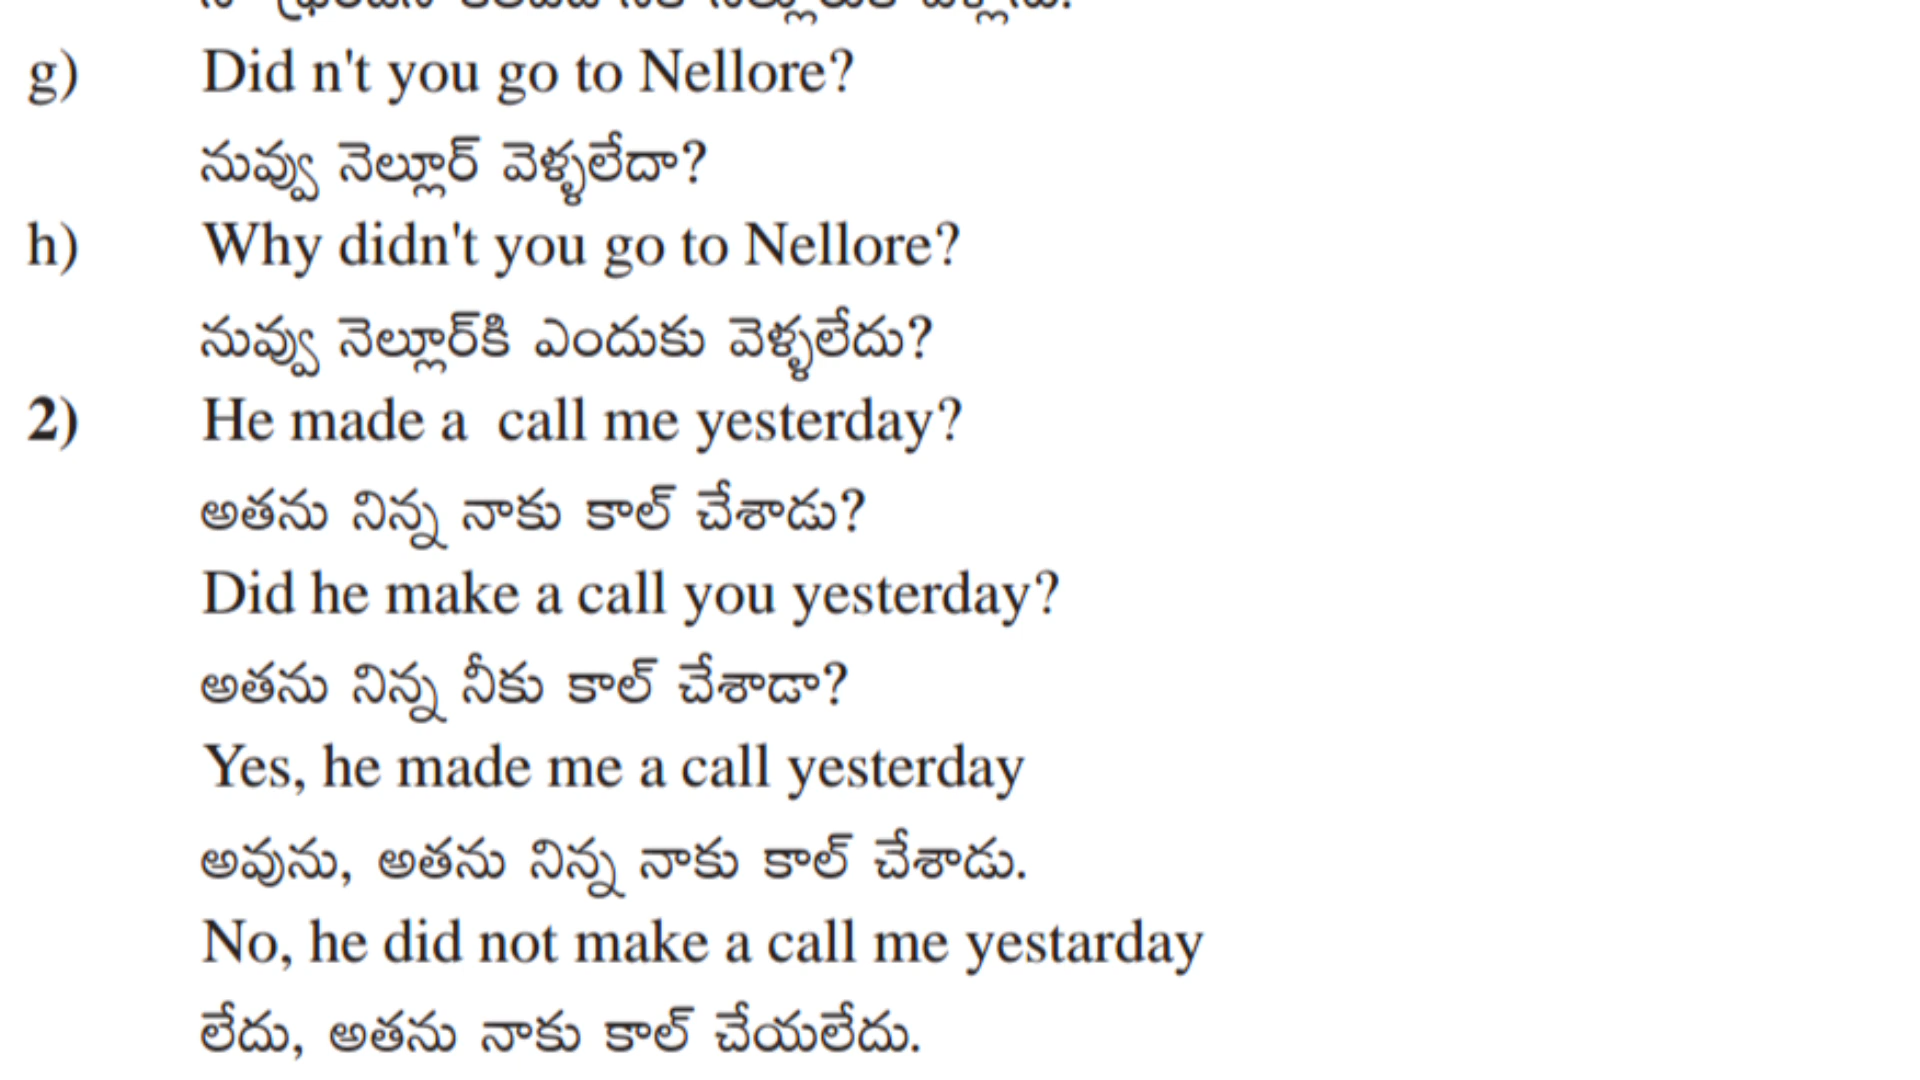 g) Did n't you go to Nellore?
నువ్వు నెల్లూర్ వెళ్ళలేదా?
h) Why didn't you go to Nellore?
నువ్వు నెల్లూర్‌కి ఎందుకు వెళ్ళలేదు?
2) He made a  call me yesterday?
అతను నిన్న నాకు కాల్ చేశాడు?
Did he make a call you yesterday?
అతను నిన్న నీకు కాల్ చేశాడా?
Yes, he made me a call yesterday
అవును, అతను నిన్న నాకు కాల్ చేశాడు.
No, he did not make a call me yestarday
లేదు, అతను నాకు కాల్ చేయలేదు.